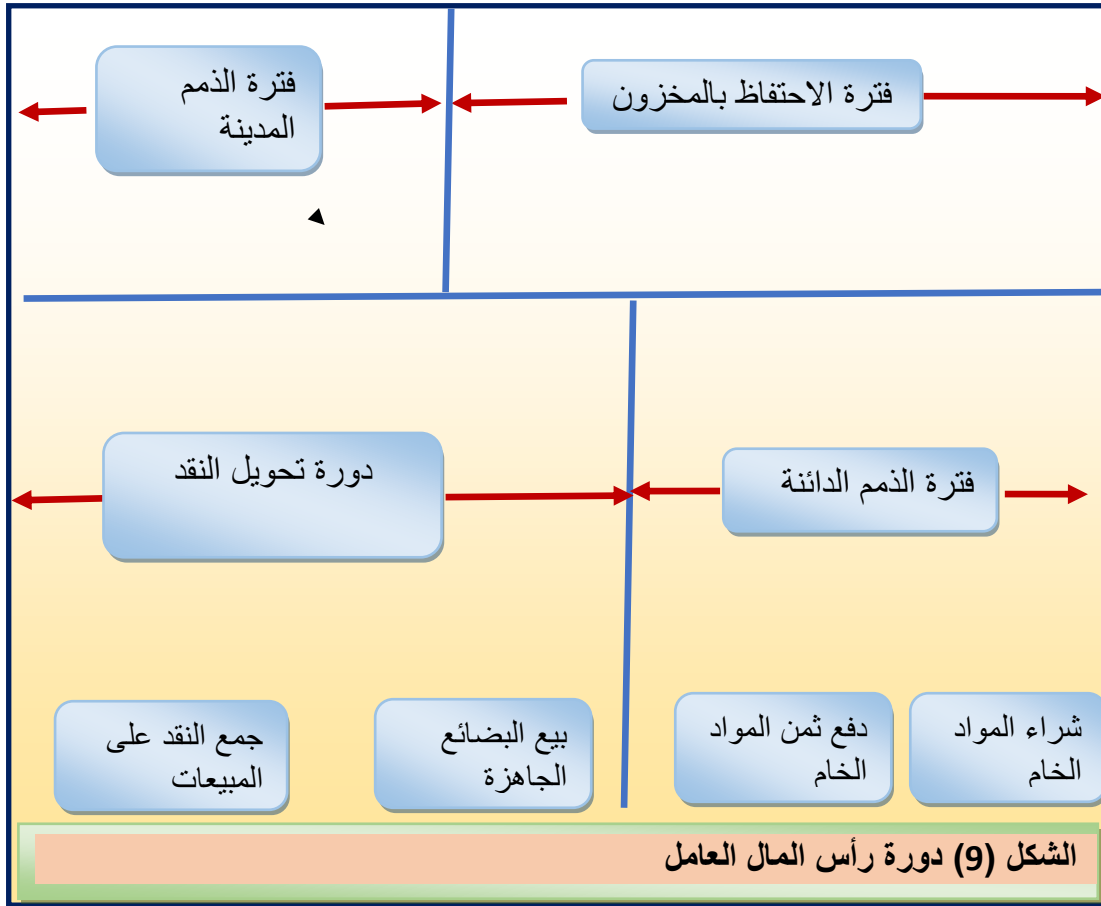 فترة الاحتفاظ بالمخزون
فترة الذمم
المدينة
فترة الذمم الدائنة
دورة تحويل النقد
شراء المواد
الخام
دفع ثمن المواد
الخام
بيع البضائع
الجاهزة
جمع النقد على
المبيعات
الشكل (9) دورة رأس المال العامل